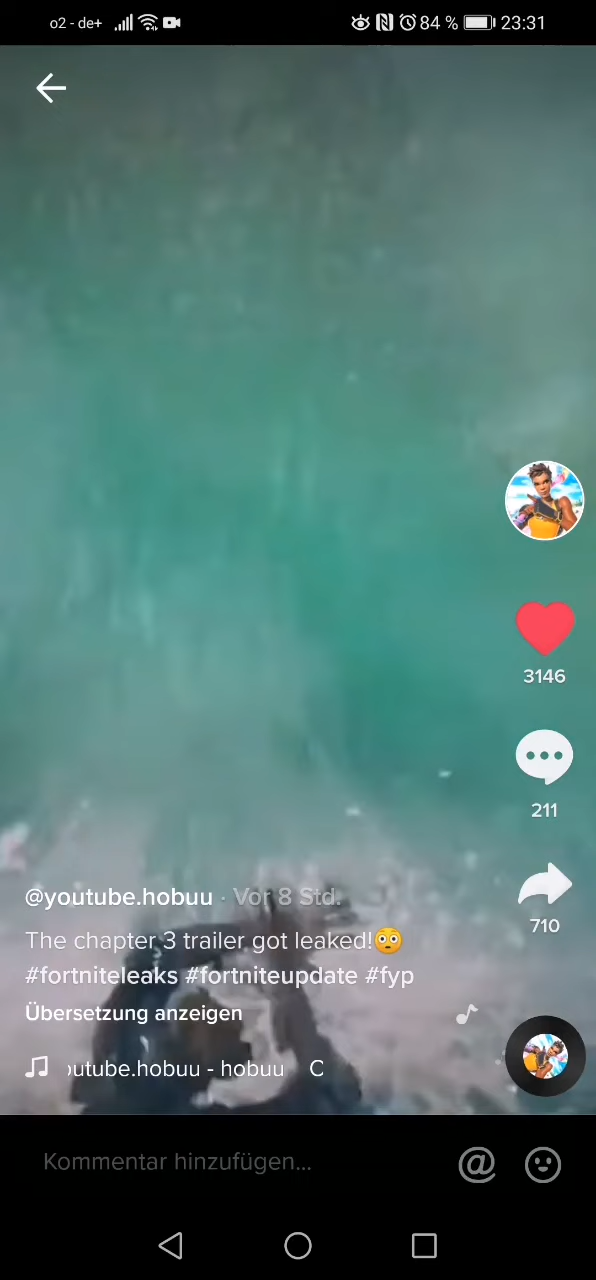 o2 - de+ 84 % 23:31
3146
211
710
@youtube.hobuu · Vor 8 Std.
The chapter 3 trailer got leaked!😳
#fortniteleaks #fortniteupdate #fyp
Übersetzung anzeigen
outube.hobuu - hobuu C
Kommentar hinzufügen...